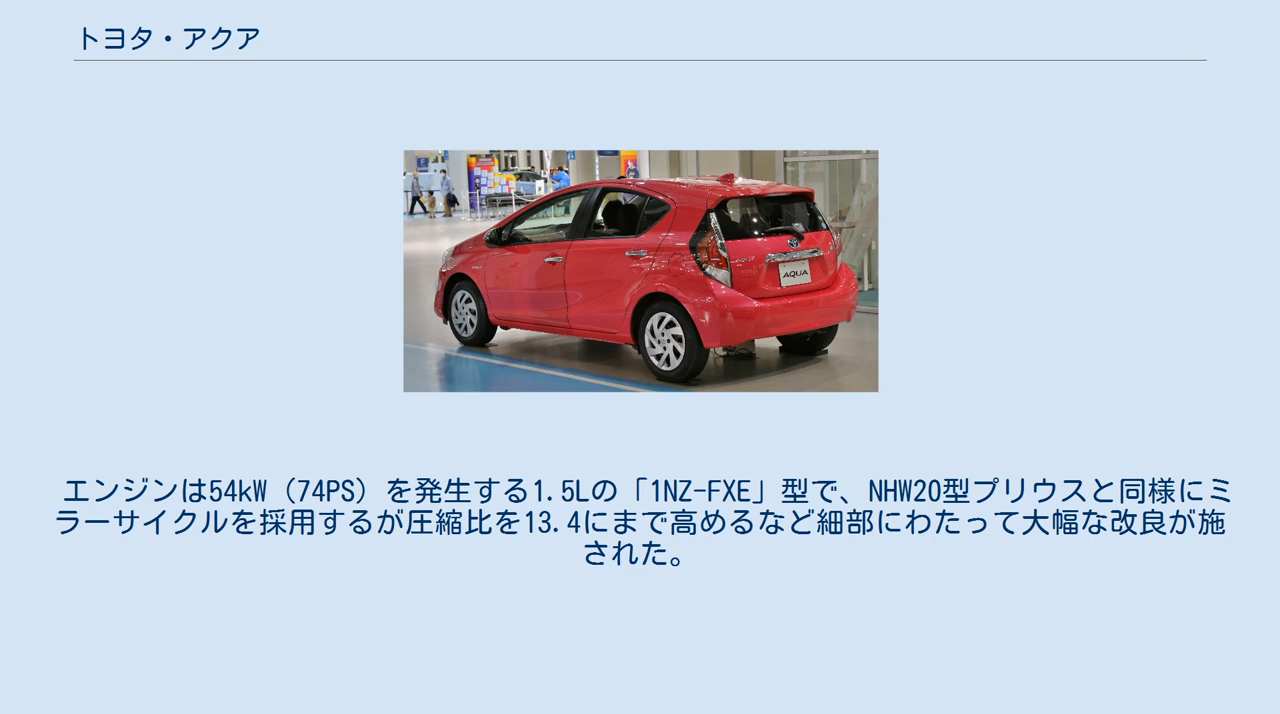 トヨタ・アクア
AQUA
エンジンは54kW（74PS）を発生する1.5Lの「1NZ-FXE」型で、NHW20型プリウスと同様にミ
ラーサイクルを採用するが圧縮比を13.4にまで高めるなど細部にわたって大幅な改良が施
された。